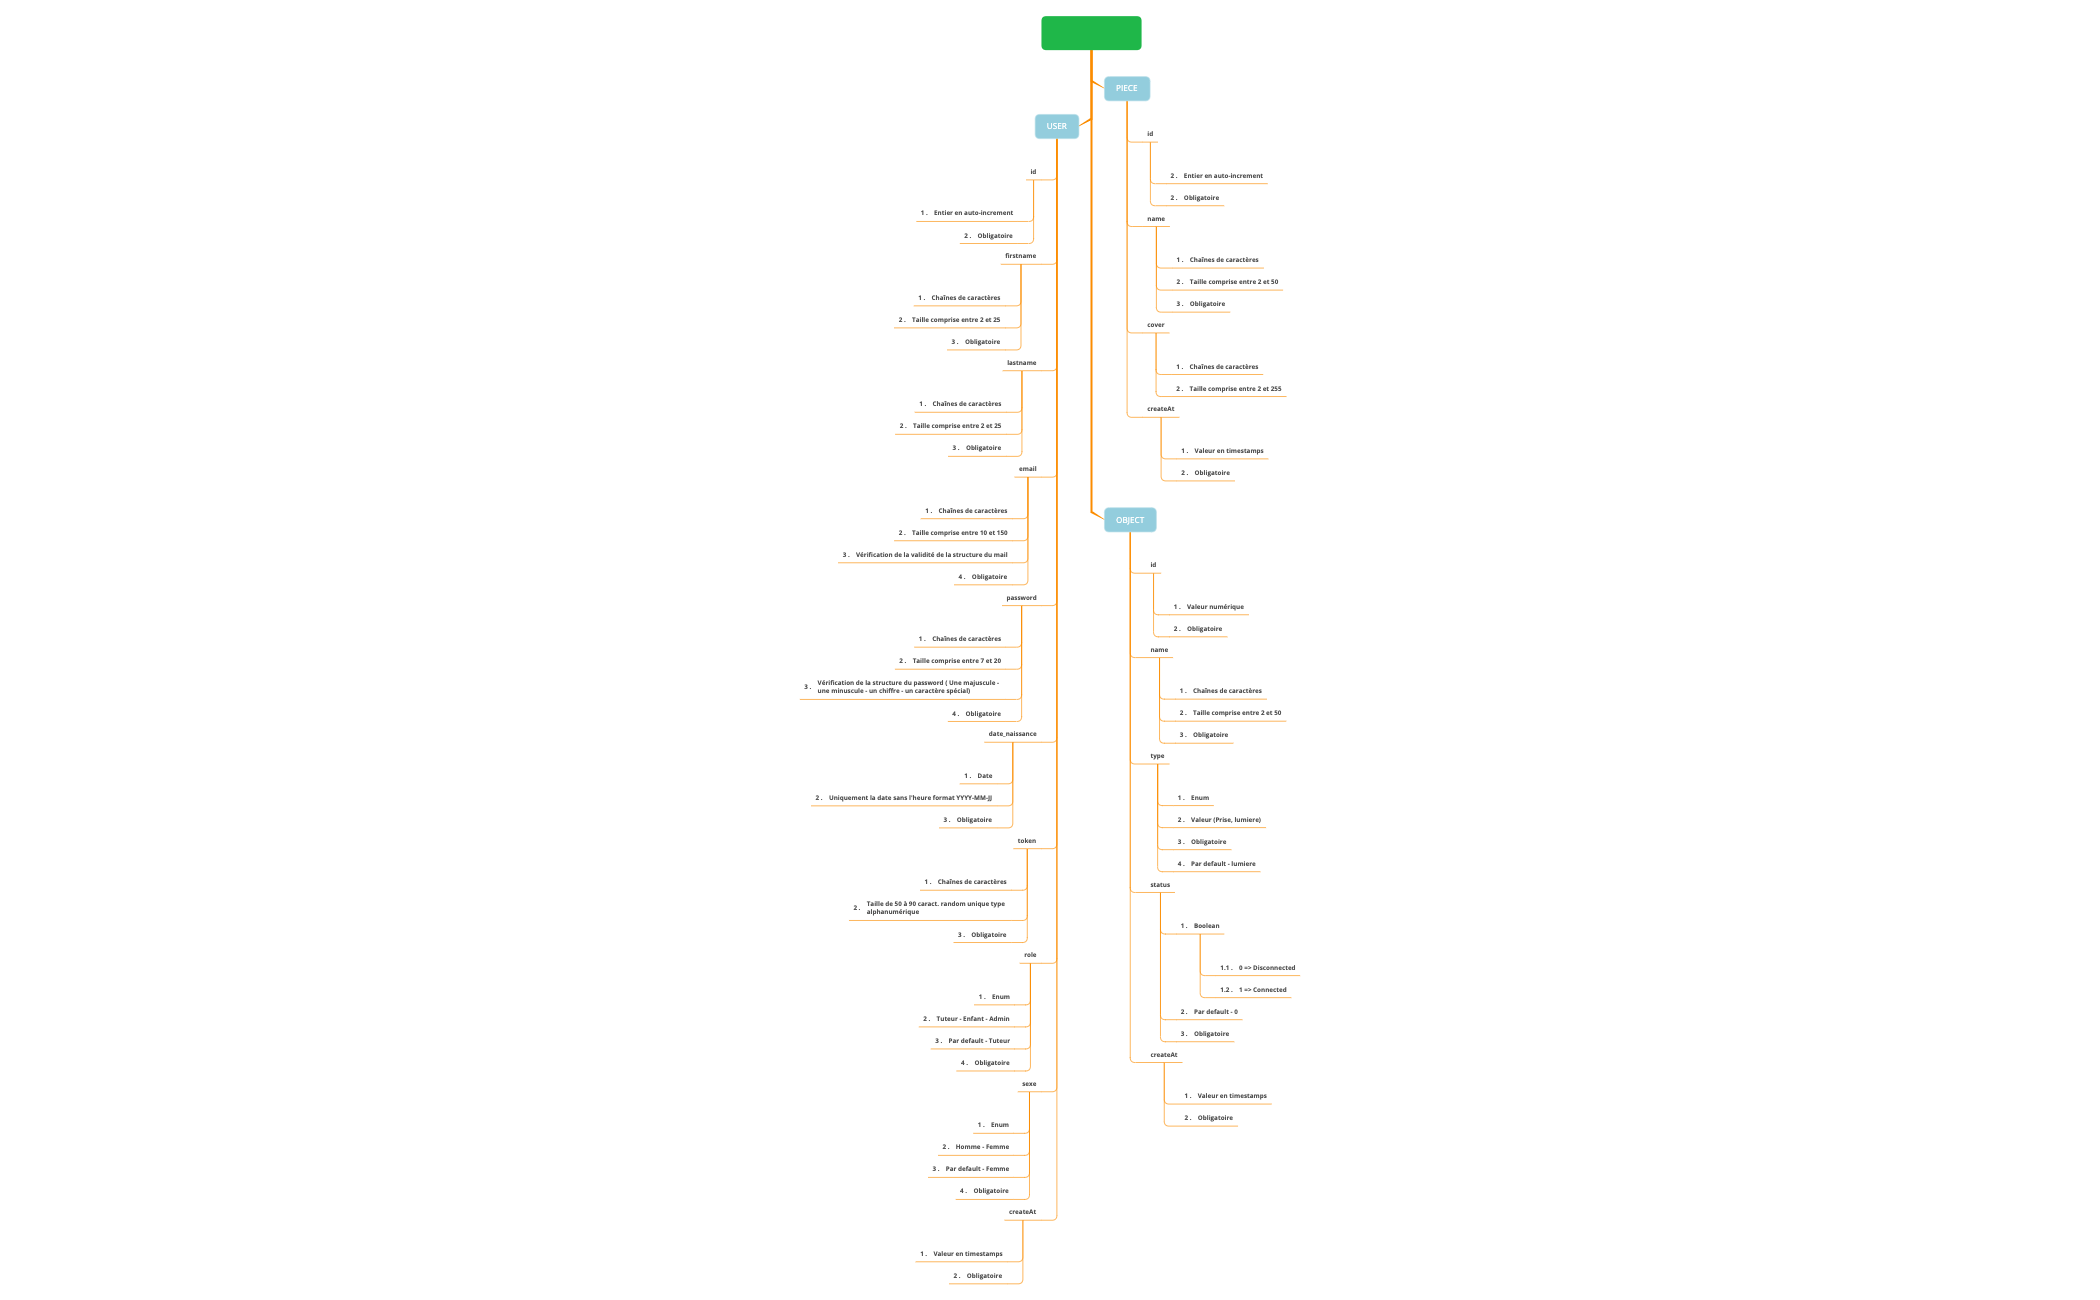 PIECE
id
2 . Entier en auto-increment
2 . Obligatoire
name
1 . Chaînes de caractères
2 . Taille comprise entre 2 et 50
3 . Obligatoire
cover
1 . Chaînes de caractères
2 . Taille comprise entre 2 et 255
createAt
1 . Valeur en timestamps
2 . Obligatoire
USER
id
1 . Entier en auto-increment
2 . Obligatoire
firstname
1 . Chaînes de caractères
2 . Taille comprise entre 2 et 25
3 . Obligatoire
lastname
1 . Chaînes de caractères
2 . Taille comprise entre 2 et 25
3 . Obligatoire
email
1 . Chaînes de caractères
2 . Taille comprise entre 10 et 150
3 . Vérification de la validité de la structure du mail
4 . Obligatoire
password
1 . Chaînes de caractères
2 . Taille comprise entre 7 et 20
3 . Vérification de la structure du password ( Une majuscule -
une minuscule - un chiffre - un caractère spécial)
4 . Obligatoire
date_naissance
1 . Date
2 . Uniquement la date sans l'heure format YYYY-MM-JJ
3 . Obligatoire
token
1 . Chaînes de caractères
2 . Taille de 50 à 90 caract. random unique type
alphanumérique
3 . Obligatoire
role
1 . Enum
2 . Tuteur - Enfant - Admin
3 . Par default - Tuteur
4 . Obligatoire
sexe
1 . Enum
2 . Homme - Femme
3 . Par default - Femme
4 . Obligatoire
createAt
1 . Valeur en timestamps
2 . Obligatoire
OBJECT
id
1 . Valeur numérique
2 . Obligatoire
name
1 . Chaînes de caractères
2 . Taille comprise entre 2 et 50
3 . Obligatoire
type
1 . Enum
2 . Valeur (Prise, lumiere)
3 . Obligatoire
4 . Par default - lumiere
status
1 . Boolean
1.1 . 0 => Disconnected
1.2 . 1 => Connected
2 . Par default - 0
3 . Obligatoire
createAt
1 . Valeur en timestamps
2 . Obligatoire